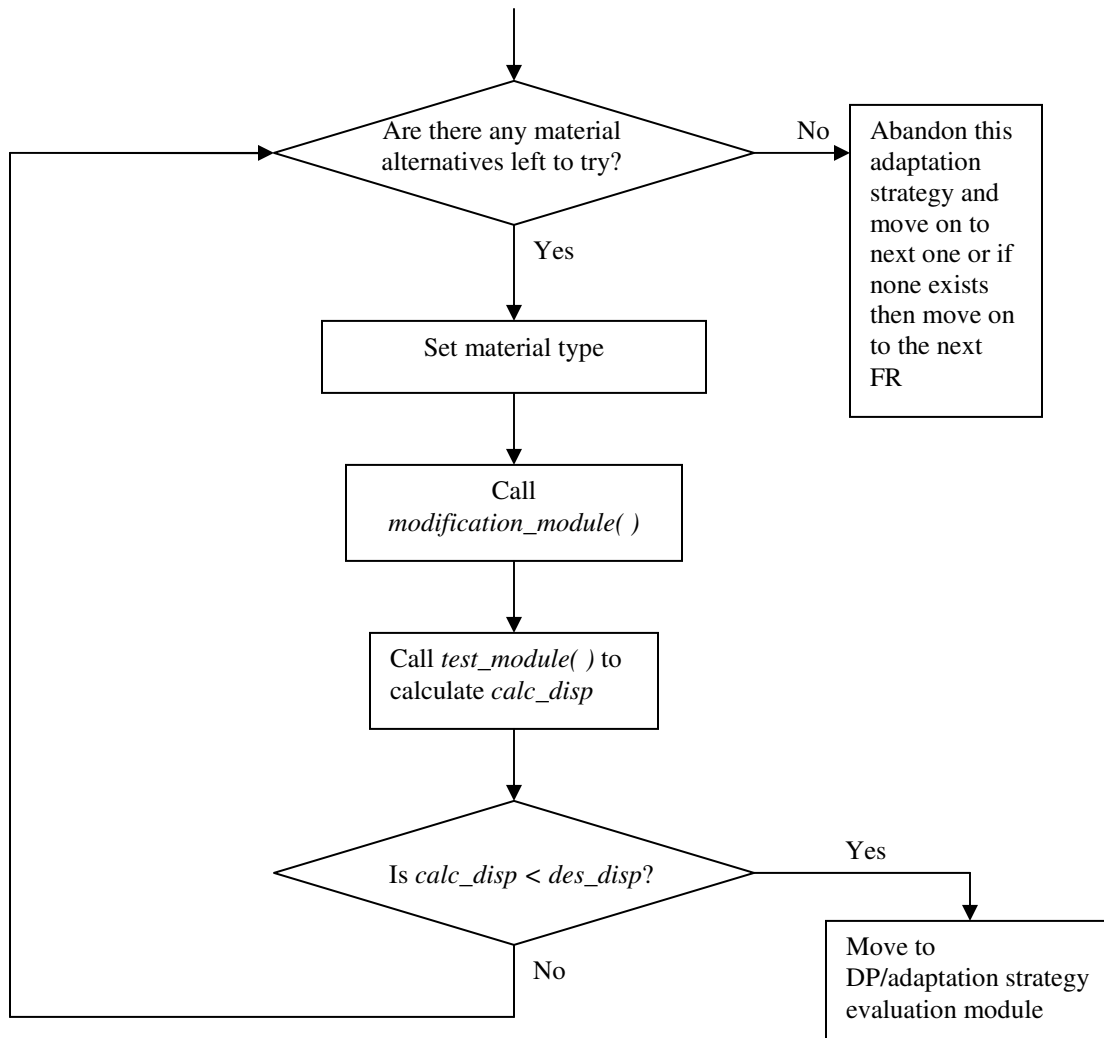 Are there any material
alternatives left to try?
No
Abandon this
adaptation
strategy and
move on to
next one or if
none exists
then move on
to the next
FR
Yes
Set material type
Call
modification_module( )
Call test_module( ) to
calculate calc_disp
Is calc_disp < des_disp?
Yes
No
Move to
DP/adaptation strategy
evaluation module